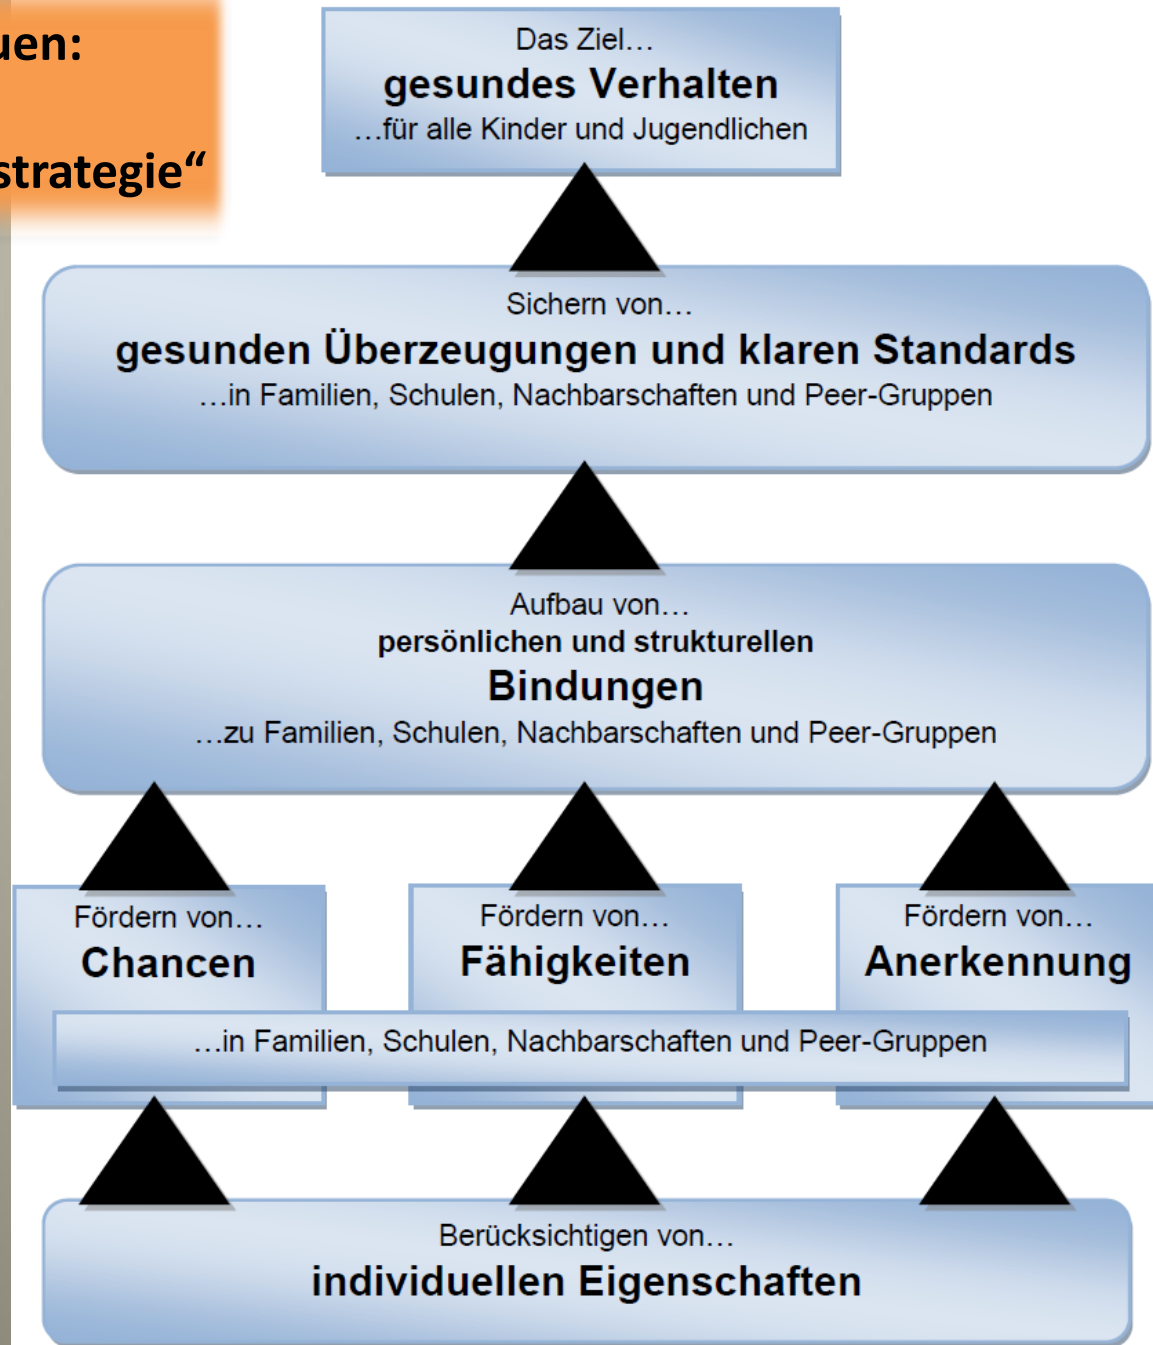 uen:
strategie“
Das Ziel…
gesundes Verhalten
…für alle Kinder und Jugendlichen
Sichern von…
gesunden Überzeugungen und klaren Standards
…in Familien, Schulen, Nachbarschaften und Peer-Gruppen
Aufbau von…
persönlichen und strukturellen
Bindungen
…zu Familien, Schulen, Nachbarschaften und Peer-Gruppen
Fördern von…
Chancen
Fördern von…
Fähigkeiten
Fördern von…
Anerkennung
…in Familien, Schulen, Nachbarschaften und Peer-Gruppen
Berücksichtigen von…
individuellen Eigenschaften